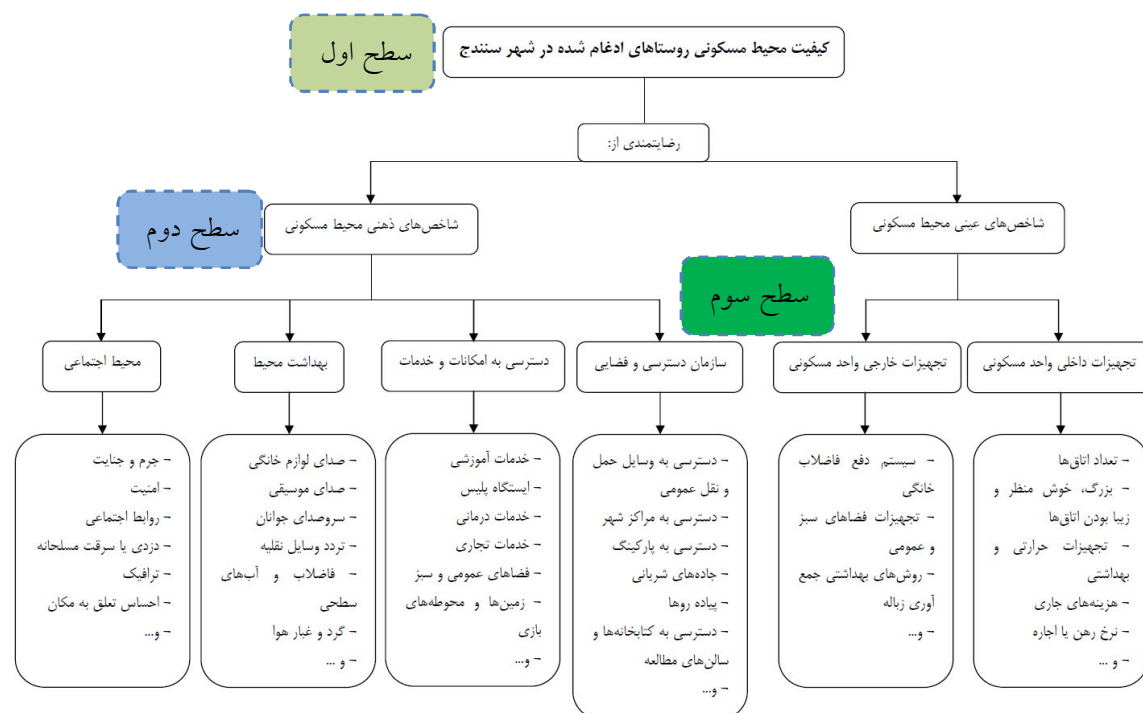 سطح اول
کیفیت محیط مسکونی روستاهای ادغام شده در شهر سنندج
رضایتمندی از:
سطح دوم
شاخص‌های عینی محیط مسکونی
شاخص‌های ذهنی محیط مسکونی
سطح سوم
تجهیزات داخلی واحد مسکونی
تجهیزات خارجی واحد مسکونی
سازمان دسترسی و فضایی
دسترسی به امکانات و خدمات
بهداشت محیط
محیط اجتماعی
- تعداد اتاق‌ها
- بزرگ، خوش منظر و
زیبا بودن اتاق‌ها
- تجهیزات حرارتی و
بهداشتی
- هزینه‌های جاری
- نرخ رهن یا اجاره
- و ...
- سیستم دفع فاضلاب
خانگی
- تجهیزات فضاهای سبز
و عمومی
- روش‌های بهداشتی جمع
آوری زباله
- و...
- دسترسی به وسایل حمل
و نقل عمومی
- دسترسی به مراکز شهر
- دسترسی به پارکینگ
- جاده‌های شریانی
- پیاده روها
- دسترسی به کتابخانه‌ها و
سالن‌های مطالعه
- و...
- خدمات آموزشی
- ایستگاه پلیس
- خدمات درمانی
- خدمات تجاری
- فضاهای عمومی و سبز
- زمین‌ها و محوطه‌های
بازی
- و...
- صدای لوازم خانگی
- صدای موسیقی
- سروصدای جوانان
- تردد وسایل نقلیه
- فاضلاب و آب‌های
سطحی
- گرد و غبار هوا
- و ...
- جرم و جنایت
- امنیت
- روابط اجتماعی
- دزدی یا سرقت مسلحانه
- ترافیک
- احساس تعلق به مکان
- و...